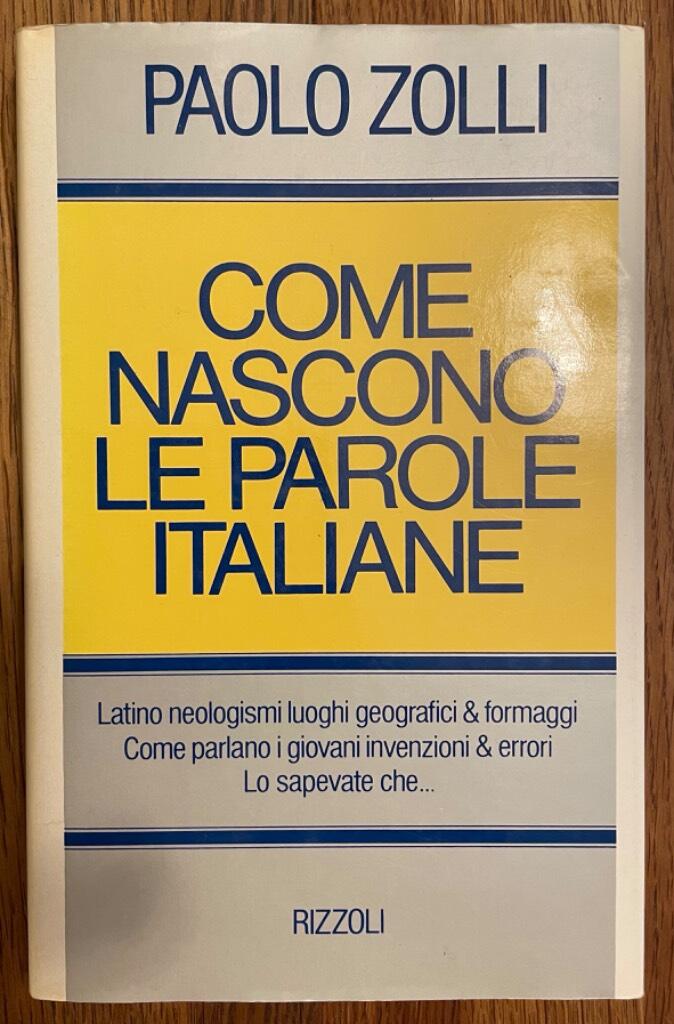 PAOLO ZOLLI
COME
NASCONO
LE PAROLE
ITALIANE
Latino neologismi luoghi geografici & formaggi
Come parlano i giovani invenzioni & errori
Lo sapevate che...
RIZZOLI